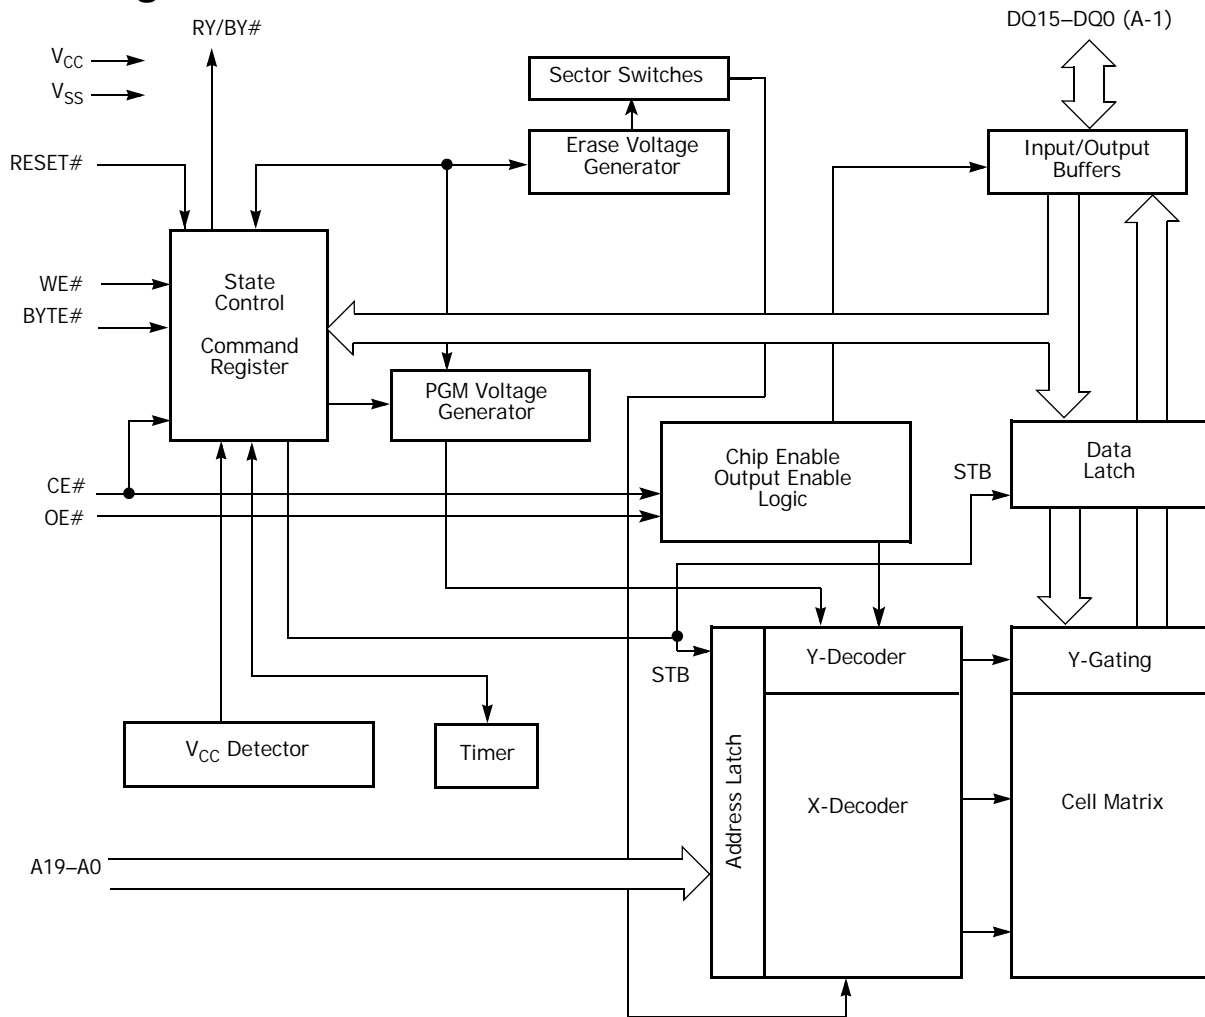 RY/BY#
DQ15–DQ0 (A-1)
VCC
VSS
Sector Switches
Erase Voltage
Generator
Input/Output
Buffers
RESET#
WE#
BYTE#
State
Control
Command
Register
PGM Voltage
Generator
Chip Enable
Output Enable
Logic
Data
Latch
STB
CE#
OE#
STB
Y-Decoder
Y-Gating
VCC Detector
Timer
Address Latch
X-Decoder
Cell Matrix
A19–A0